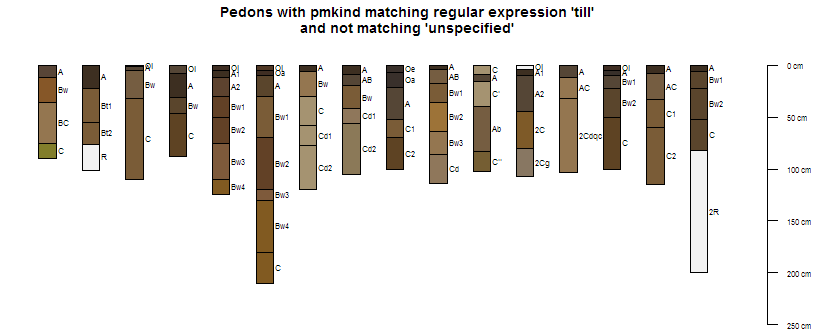 Pedons with pmkind matching regular expression 'till'
and not matching 'unspecified'
A
Bw
BC
C
A
Bt1
Bt2
R
Oi
A
Bw
C
Oi
A
Bw
C
Oi
A1
A2
Bw1
Bw2
Bw3
Bw4
Oi
Oa
A
Bw1
Bw2
Bw3
Bw4
C
A
Bw
C
Cd1
Cd2
A
AB
Bw
Cd1
Cd2
Oe
Oa
A
C1
C2
A
AB
Bw1
Bw2
Bw3
Cd
C
A
C'
Ab
C''
Oi
A1
A2
2C
2Cg
A
AC
2Cdqc
Oi
A
Bw1
Bw2
C
A
AC
C1
C2
A
Bw1
Bw2
C
2R
0 cm
50 cm
100 cm
150 cm
200 cm
250 cm